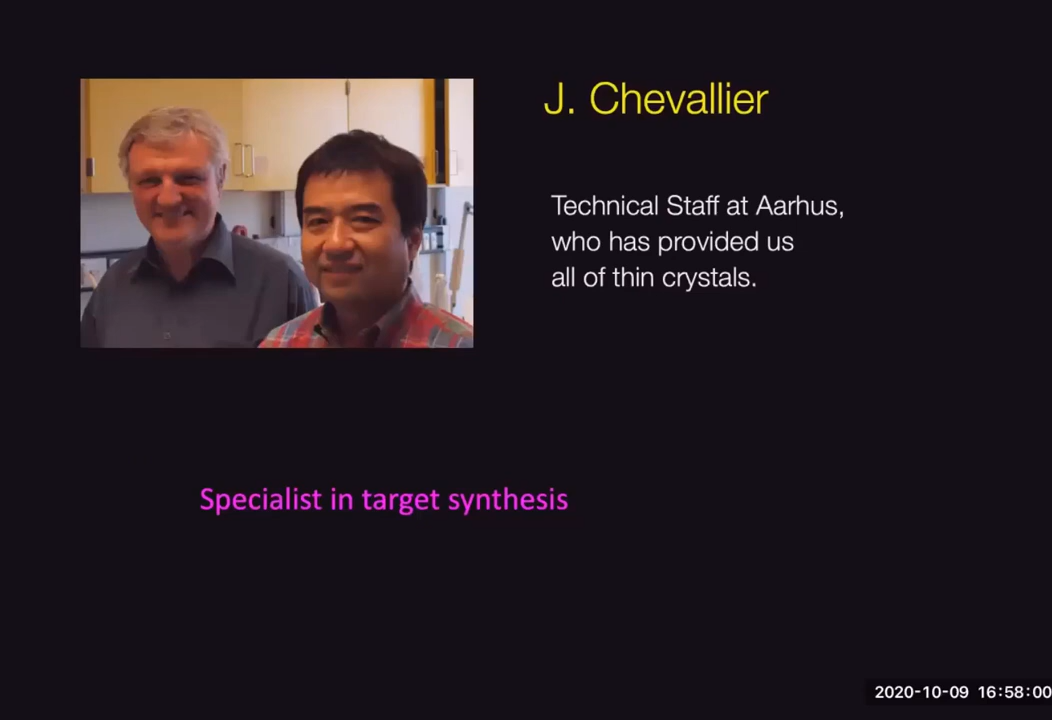 J. Chevallier
Technical Staff at Aarhus,
who has provided us
all of thin crystals.
Specialist in target synthesis
2020-10-09 16:58:00